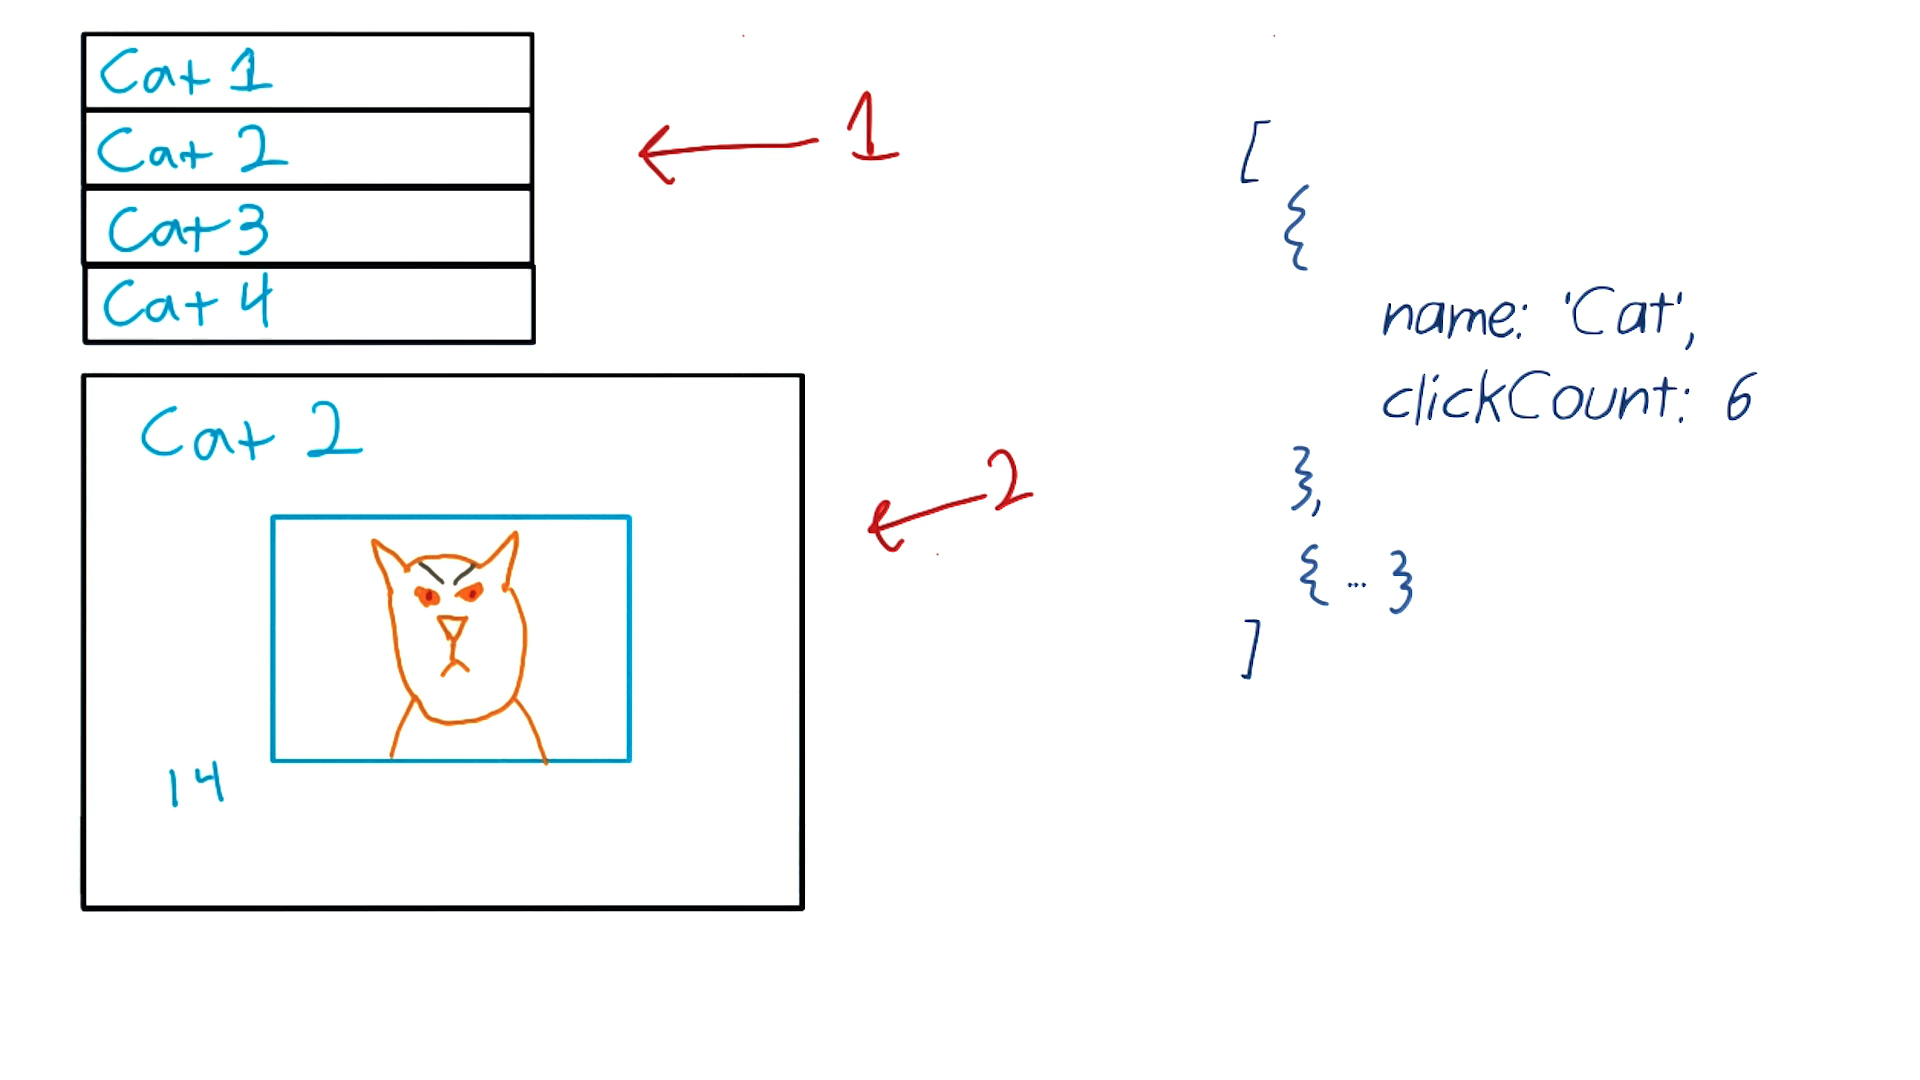 Cat 1
Cat 2
Cat 3
Cat 4
1
Cat 2
14
2
[
{
name: 'Cat',
clickCount: 6
},
{ ... }
]